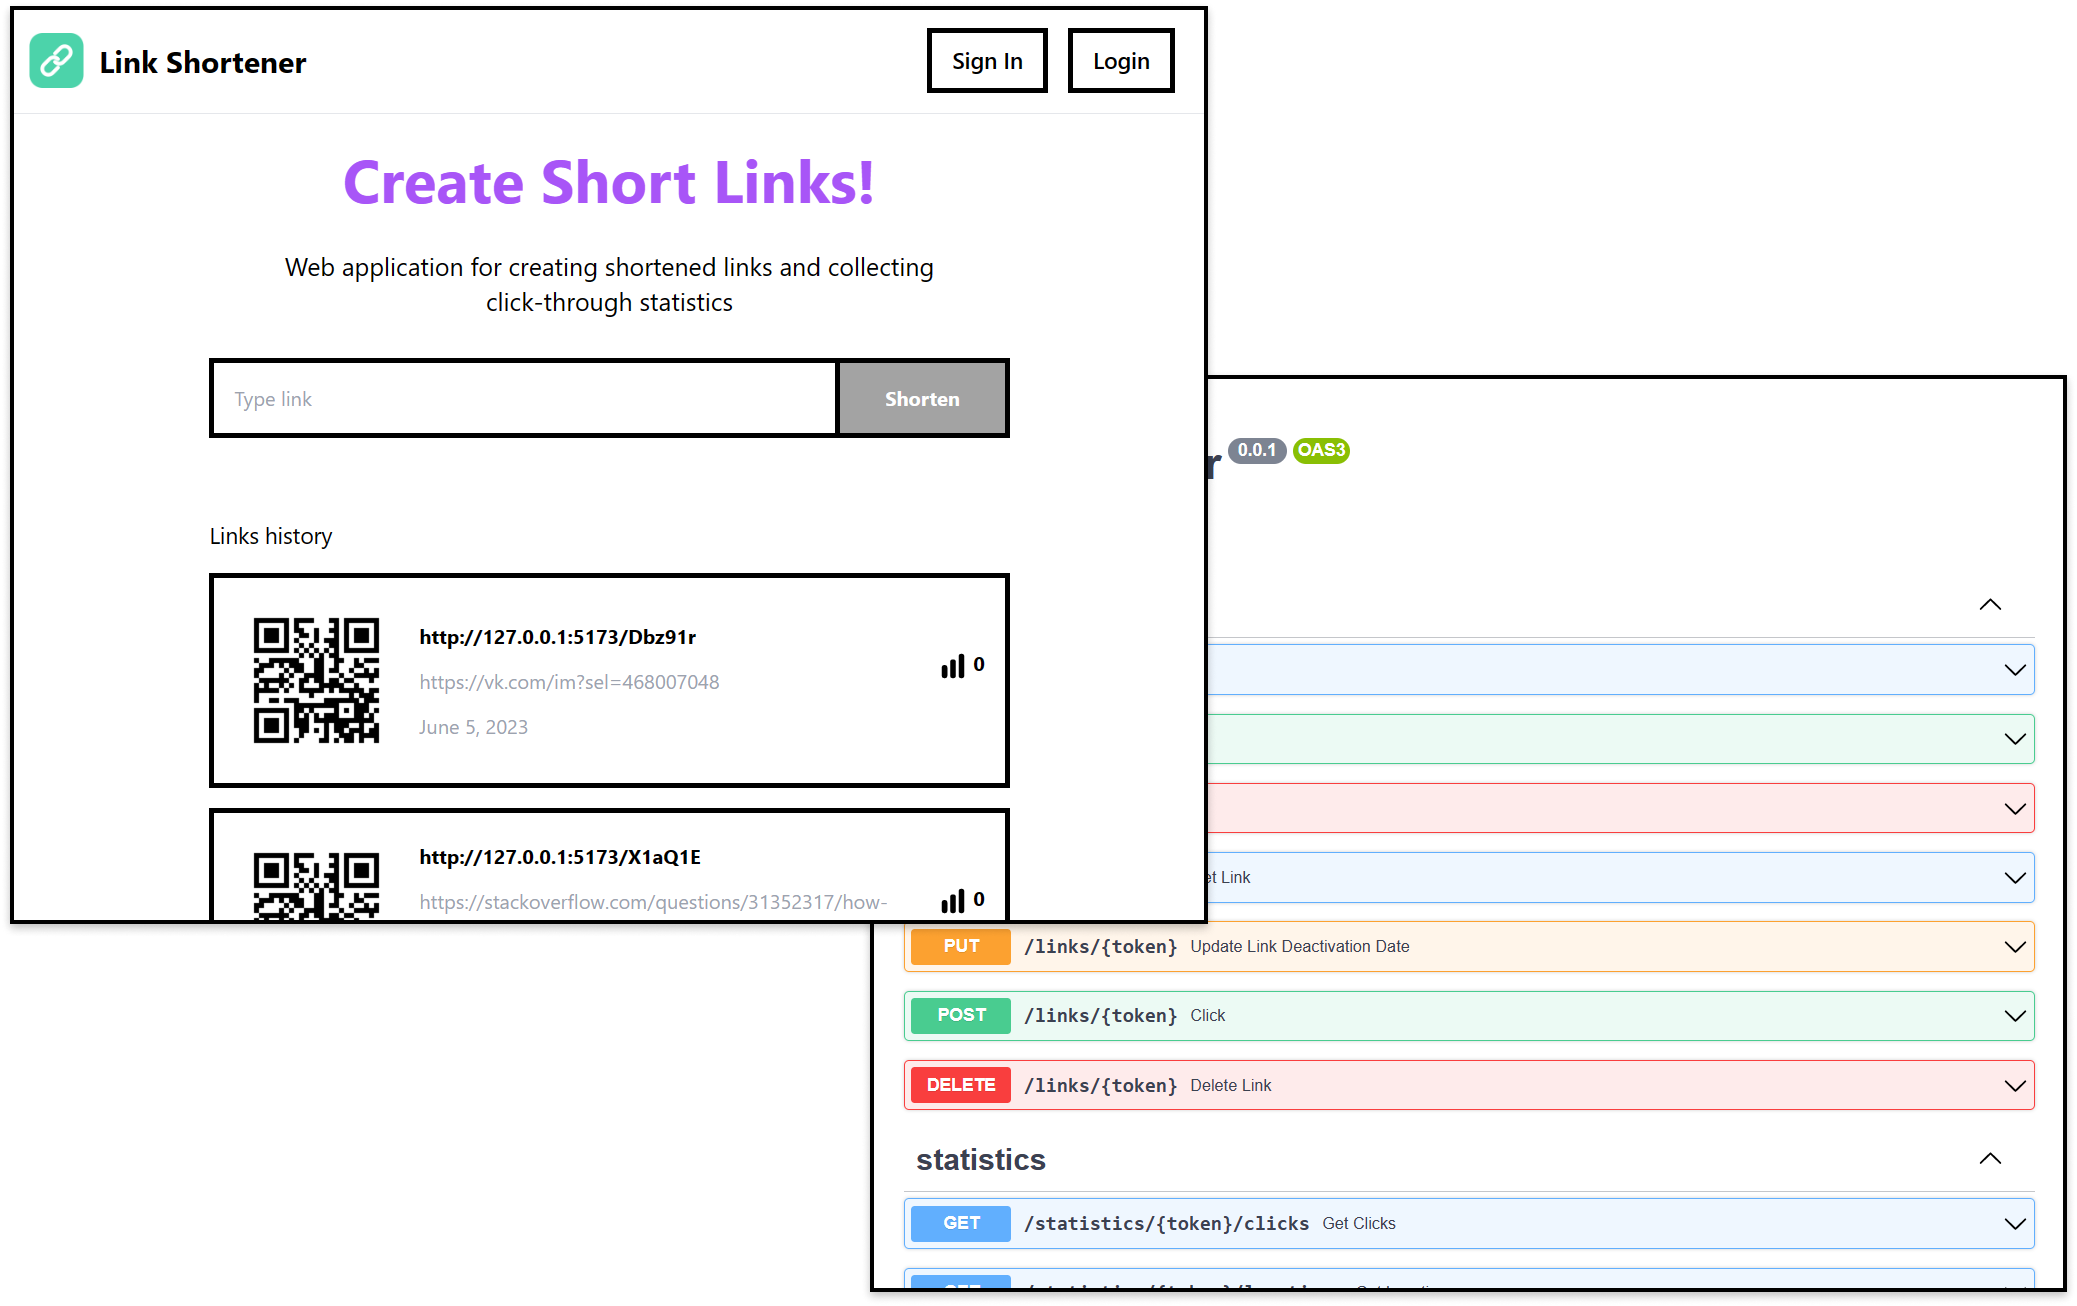 Link Shortener
Sign In
Login
Create Short Links!
Web application for creating shortened links and collecting
click-through statistics
Type link
Shorten
Links history
http://127.0.0.1:5173/Dbz91r
https://vk.com/im?sel=468007048
June 5, 2023
0
http://127.0.0.1:5173/X1aQ1E
https://stackoverflow.com/questions/31352317/how-
0
r 0.0.1 OAS3
Link
PUT /links/{token} Update Link Deactivation Date
POST /links/{token} Click
DELETE /links/{token} Delete Link
statistics
GET /statistics/{token}/clicks Get Clicks